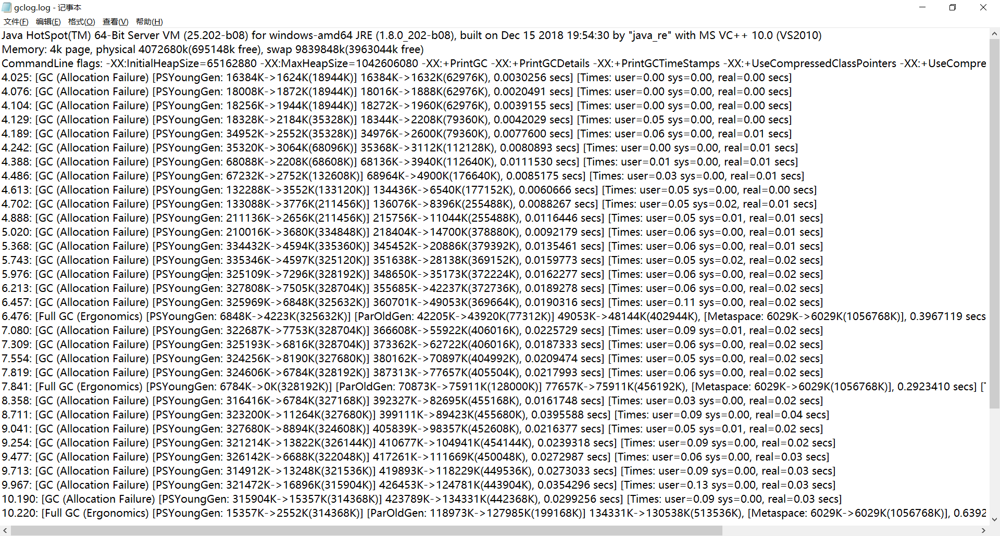 gclog.log - 记事本
文件(F) 编辑(E) 格式(O) 查看(V) 帮助(H)
Java HotSpot(TM) 64-Bit Server VM (25.202-b08) for windows-amd64 JRE (1.8.0_202-b08), built on Dec 15 2018 19:54:30 by "java_re" with MS VC++ 10.0 (VS2010)
Memory: 4k page, physical 4072680k(695148k free), swap 9839848k(3963044k free)
CommandLine flags: -XX:InitialHeapSize=65162880 -XX:MaxHeapSize=1042606080 -XX:+PrintGC -XX:+PrintGCDetails -XX:+PrintGCTimeStamps -XX:+UseCompressedClassPointers -XX:+UseCompre
4.025: [GC (Allocation Failure) [PSYoungGen: 16384K->1624K(18944K)] 16384K->1632K(62976K), 0.0030256 secs] [Times: user=0.00 sys=0.00, real=0.00 secs]
4.076: [GC (Allocation Failure) [PSYoungGen: 18008K->1872K(18944K)] 18016K->1888K(62976K), 0.0020491 secs] [Times: user=0.00 sys=0.00, real=0.00 secs]
4.104: [GC (Allocation Failure) [PSYoungGen: 18256K->1944K(18944K)] 18272K->1960K(62976K), 0.0039155 secs] [Times: user=0.00 sys=0.00, real=0.00 secs]
4.129: [GC (Allocation Failure) [PSYoungGen: 18328K->2184K(35328K)] 18344K->2208K(79360K), 0.0042029 secs] [Times: user=0.05 sys=0.00, real=0.00 secs]
4.189: [GC (Allocation Failure) [PSYoungGen: 34952K->2552K(35328K)] 34976K->2600K(79360K), 0.0077600 secs] [Times: user=0.06 sys=0.00, real=0.01 secs]
4.242: [GC (Allocation Failure) [PSYoungGen: 35320K->3064K(68096K)] 35368K->3112K(112128K), 0.0080893 secs] [Times: user=0.00 sys=0.00, real=0.01 secs]
4.388: [GC (Allocation Failure) [PSYoungGen: 68088K->2208K(68608K)] 68136K->3940K(112640K), 0.0111530 secs] [Times: user=0.01 sys=0.00, real=0.01 secs]
4.486: [GC (Allocation Failure) [PSYoungGen: 67232K->2752K(132608K)] 68964K->4900K(176640K), 0.0085175 secs] [Times: user=0.03 sys=0.00, real=0.01 secs]
4.613: [GC (Allocation Failure) [PSYoungGen: 132288K->3552K(133120K)] 134436K->6540K(177152K), 0.0060666 secs] [Times: user=0.05 sys=0.00, real=0.00 secs]
4.702: [GC (Allocation Failure) [PSYoungGen: 133088K->3776K(211456K)] 136076K->8396K(255488K), 0.0088267 secs] [Times: user=0.05 sys=0.02, real=0.01 secs]
4.888: [GC (Allocation Failure) [PSYoungGen: 211136K->2656K(211456K)] 215756K->11044K(255488K), 0.0116446 secs] [Times: user=0.05 sys=0.01, real=0.01 secs]
5.020: [GC (Allocation Failure) [PSYoungGen: 210016K->3680K(334848K)] 218404K->14700K(378880K), 0.0092179 secs] [Times: user=0.06 sys=0.00, real=0.01 secs]
5.368: [GC (Allocation Failure) [PSYoungGen: 334432K->4594K(335360K)] 345452K->20886K(379392K), 0.0135461 secs] [Times: user=0.06 sys=0.00, real=0.01 secs]
5.743: [GC (Allocation Failure) [PSYoungGen: 335346K->4597K(325120K)] 351638K->28138K(369152K), 0.0159773 secs] [Times: user=0.05 sys=0.02, real=0.02 secs]
5.976: [GC (Allocation Failure) [PSYoungGen: 325109K->7296K(328192K)] 348650K->35173K(372224K), 0.0162277 secs] [Times: user=0.06 sys=0.00, real=0.02 secs]
6.213: [GC (Allocation Failure) [PSYoungGen: 327808K->7505K(328704K)] 355685K->42237K(372736K), 0.0189278 secs] [Times: user=0.06 sys=0.00, real=0.02 secs]
6.457: [GC (Allocation Failure) [PSYoungGen: 325969K->6848K(325632K)] 360701K->49053K(369664K), 0.0190316 secs] [Times: user=0.11 sys=0.00, real=0.02 secs]
6.476: [Full GC (Ergonomics) [PSYoungGen: 6848K->4223K(325632K)] [ParOldGen: 42205K->43920K(77312K)] 49053K->48144K(402944K), [Metaspace: 6029K->6029K(1056768K)], 0.3967119 secs
7.080: [GC (Allocation Failure) [PSYoungGen: 322687K->7753K(328704K)] 366608K->55922K(406016K), 0.0225729 secs] [Times: user=0.09 sys=0.01, real=0.02 secs]
7.309: [GC (Allocation Failure) [PSYoungGen: 325193K->6816K(328704K)] 373362K->62722K(406016K), 0.0187333 secs] [Times: user=0.06 sys=0.00, real=0.02 secs]
7.554: [GC (Allocation Failure) [PSYoungGen: 324256K->8190K(327680K)] 380162K->70897K(404992K), 0.0209474 secs] [Times: user=0.05 sys=0.00, real=0.02 secs]
7.819: [GC (Allocation Failure) [PSYoungGen: 324606K->6784K(328192K)] 387313K->77657K(405504K), 0.0217993 secs] [Times: user=0.06 sys=0.00, real=0.02 secs]
7.841: [Full GC (Ergonomics) [PSYoungGen: 6784K->0K(328192K)] [ParOldGen: 70873K->75911K(128000K)] 77657K->75911K(456192K), [Metaspace: 6029K->6029K(1056768K)], 0.2923410 secs] [
8.358: [GC (Allocation Failure) [PSYoungGen: 316416K->6784K(327168K)] 392327K->82695K(455168K), 0.0161748 secs] [Times: user=0.03 sys=0.00, real=0.02 secs]
8.711: [GC (Allocation Failure) [PSYoungGen: 323200K->11264K(327680K)] 399111K->89423K(455680K), 0.0395588 secs] [Times: user=0.09 sys=0.00, real=0.04 secs]
9.041: [GC (Allocation Failure) [PSYoungGen: 327680K->8894K(324608K)] 405839K->98357K(452608K), 0.0216377 secs] [Times: user=0.05 sys=0.01, real=0.02 secs]
9.254: [GC (Allocation Failure) [PSYoungGen: 321214K->13822K(326144K)] 410677K->104941K(454144K), 0.0239318 secs] [Times: user=0.09 sys=0.00, real=0.02 secs]
9.477: [GC (Allocation Failure) [PSYoungGen: 326142K->6688K(322048K)] 417261K->111669K(450048K), 0.0272987 secs] [Times: user=0.06 sys=0.00, real=0.03 secs]
9.713: [GC (Allocation Failure) [PSYoungGen: 314912K->13248K(321536K)] 419893K->118229K(449536K), 0.0273033 secs] [Times: user=0.09 sys=0.00, real=0.03 secs]
9.967: [GC (Allocation Failure) [PSYoungGen: 321472K->16896K(315904K)] 426453K->124781K(443904K), 0.0354296 secs] [Times: user=0.13 sys=0.00, real=0.03 secs]
10.190: [GC (Allocation Failure) [PSYoungGen: 315904K->15357K(314368K)] 423789K->134331K(442368K), 0.0299256 secs] [Times: user=0.09 sys=0.00, real=0.03 secs]
10.220: [Full GC (Ergonomics) [PSYoungGen: 15357K->2552K(314368K)] [ParOldGen: 118973K->127985K(199168K)] 134331K->130538K(513536K), [Metaspace: 6029K->6029K(1056768K)], 0.6392